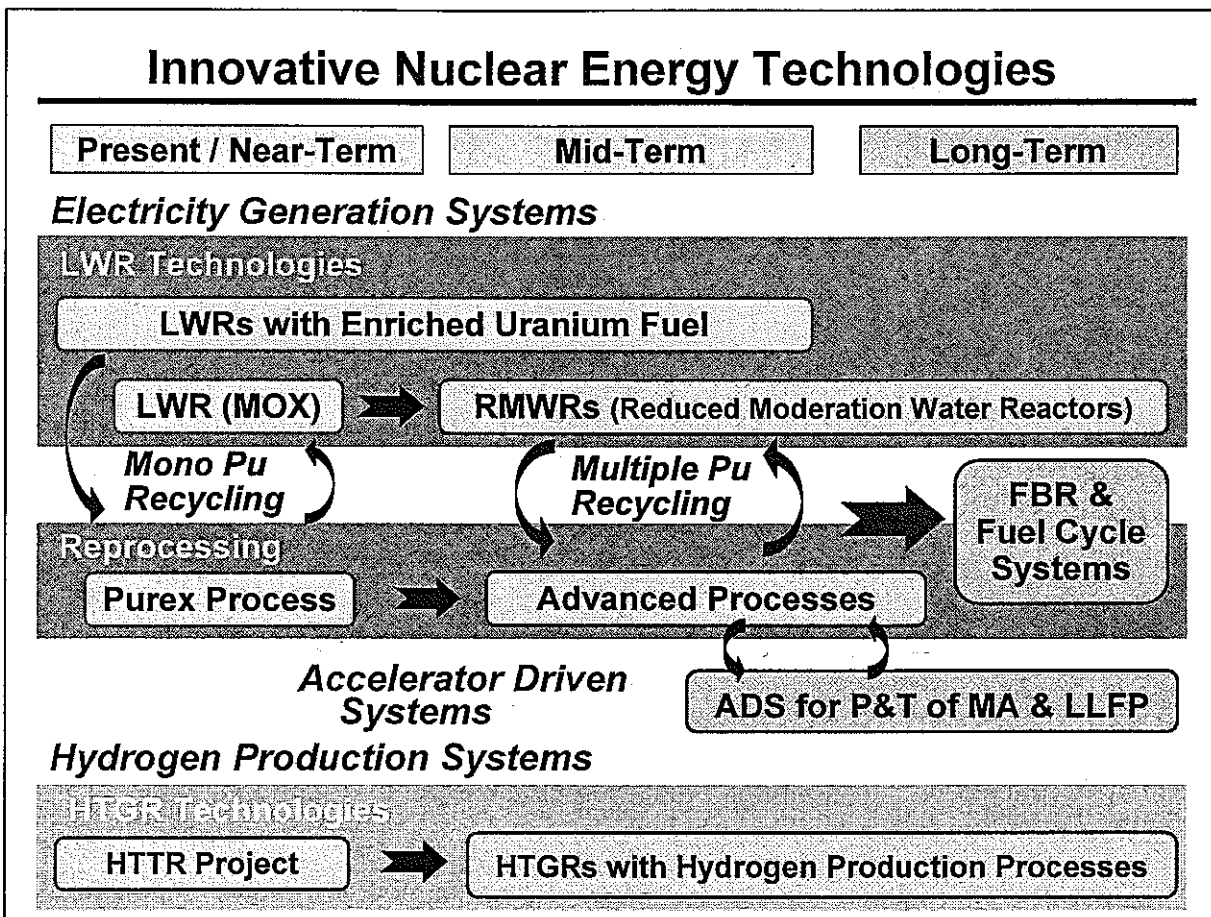 Innovative Nuclear Energy Technologies
Present / Near-Term
Mid-Term
Long-Term
Electricity Generation Systems
LWR Technologies
LWRs with Enriched Uranium Fuel
LWR (MOX)
RMWRs (Reduced Moderation Water Reactors)
Mono Pu
Recycling
Multiple Pu
Recycling
FBR &
Fuel Cycle
Systems
Reprocessing
Purex Process
Advanced Processes
Accelerator Driven
Systems
ADS for P&T of MA & LLFP
Hydrogen Production Systems
HTGR Technologies
HTTR Project
HTGRs with Hydrogen Production Processes